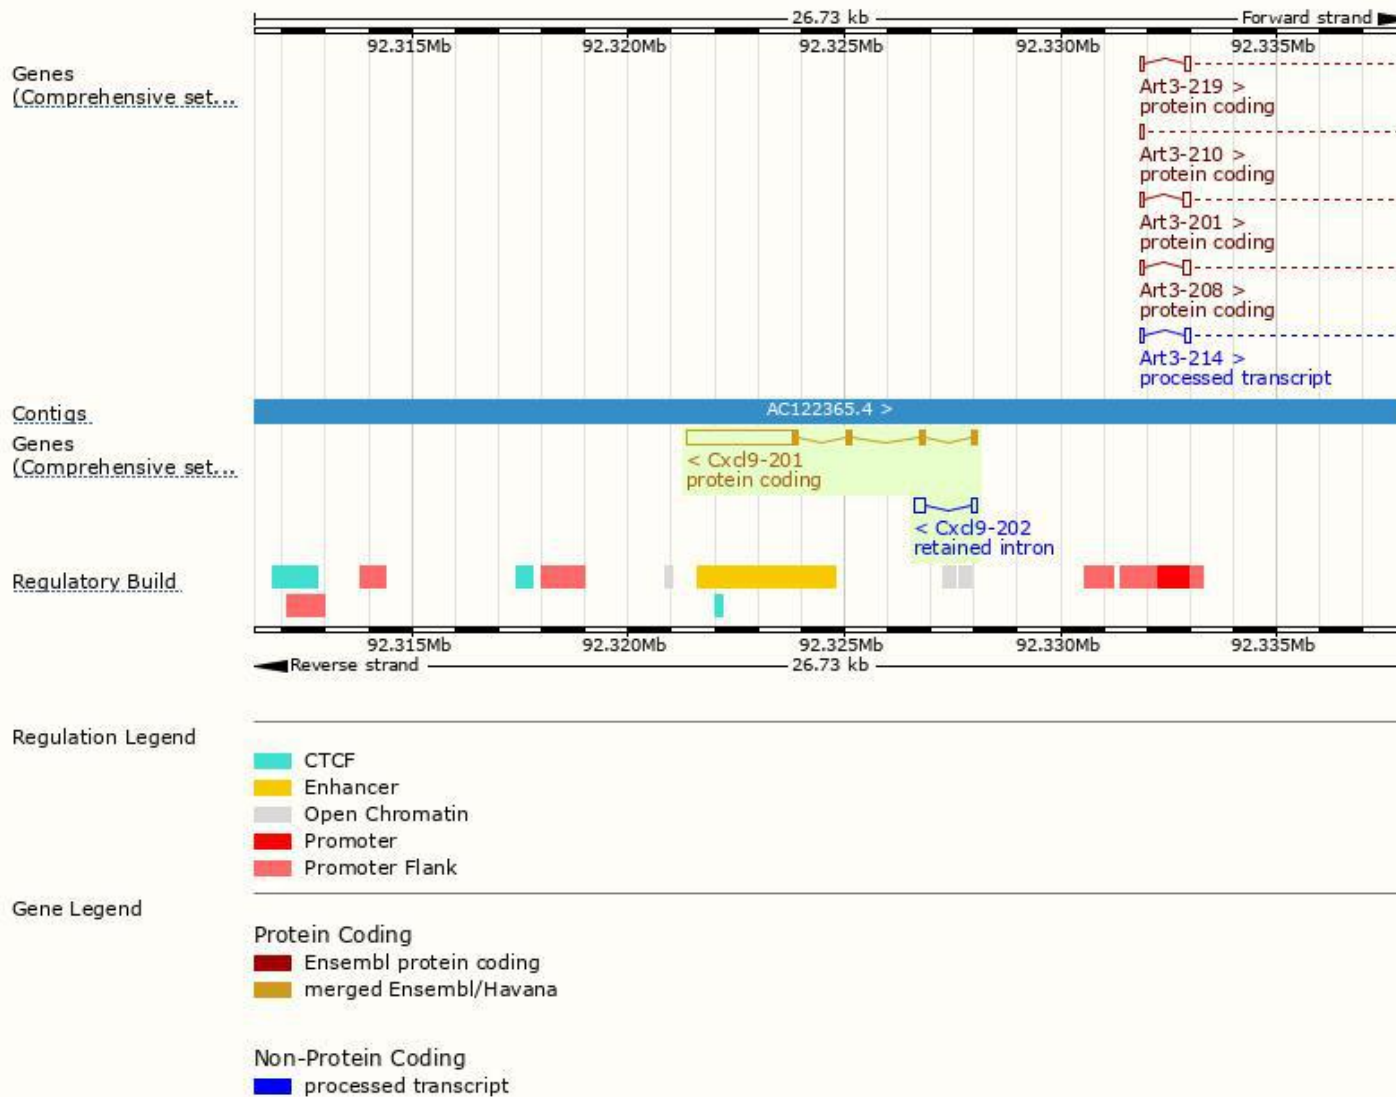 26.73 kb
Forward strand
92.315Mb 92.320Mb 92.325Mb 92.330Mb 92.335Mb
Genes
(Comprehensive set...
Art3-219 >
protein coding
Art3-210 >
protein coding
Art3-201 >
protein coding
Art3-208 >
protein coding
Art3-214 >
processed transcript
Contigs
AC122365.4 >
Genes
(Comprehensive set...
< Cxcl9-201
protein coding
< Cxcl9-202
retained intron
Regulatory Build
92.315Mb 92.320Mb 92.325Mb 92.330Mb 92.335Mb
Reverse strand
26.73 kb
Regulation Legend
CTCF
Enhancer
Open Chromatin
Promoter
Promoter Flank
Gene Legend
Protein Coding
Ensembl protein coding
merged Ensembl/Havana
Non-Protein Coding
processed transcript